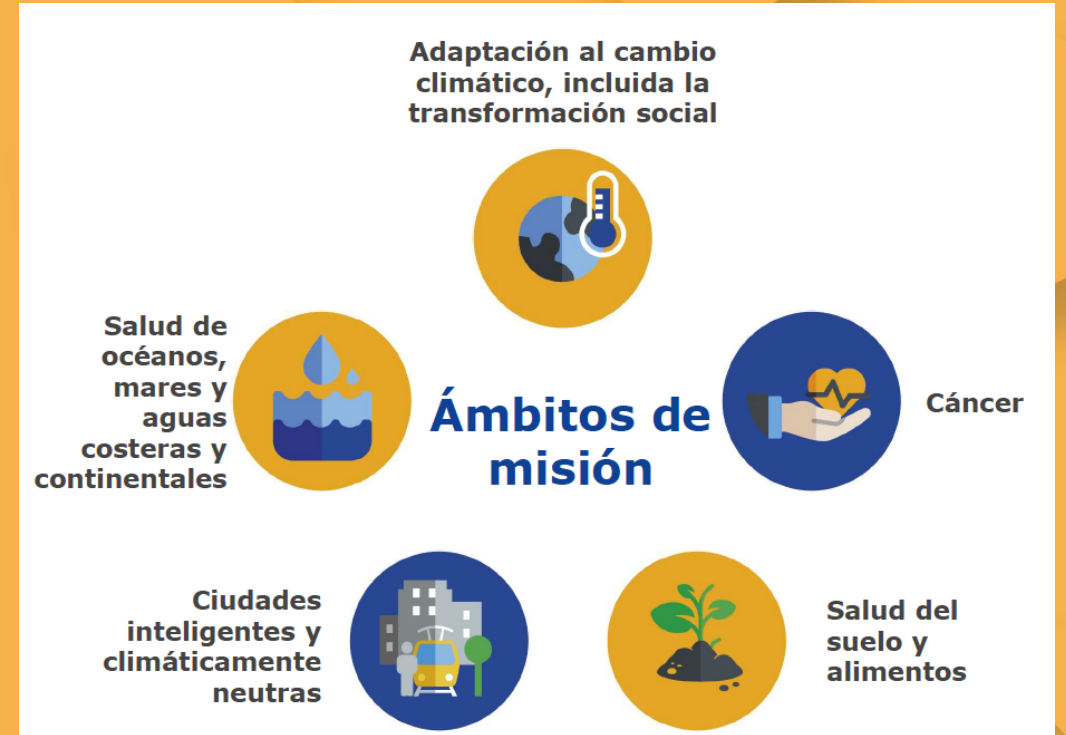 Adaptación al cambio
climático, incluida la
transformación social
Salud de
océanos,
mares y
aguas
costeras y
continentales
Ámbitos de
misión
Cáncer
Ciudades
inteligentes y
climáticamente
neutras
Salud del
suelo y
alimentos